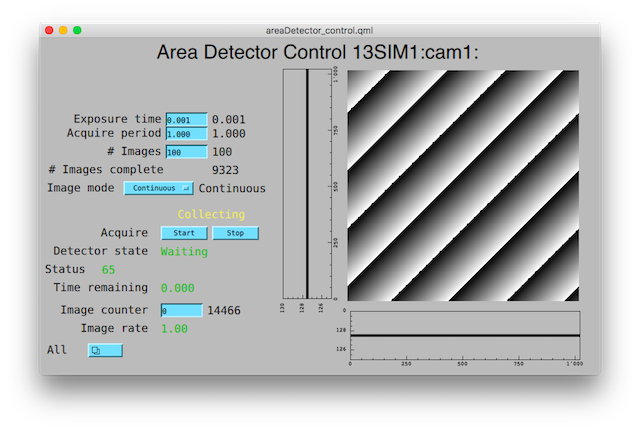 areaDetector_control.qml
Area Detector Control 13SIM1:cam1:
Exposure time 0.001 0.001
Acquire period 1.000 1.000
# Images 100 100
# Images complete 9323
Image mode Continuous Continuous
Collecting
Acquire Start Stop
Detector state Waiting
Status 65
Time remaining 0.000
Image counter 0 14466
Image rate 1.00
All
1'000
750
500
250
0
130 128 126
0
128
126
0 250 500 750 1'000